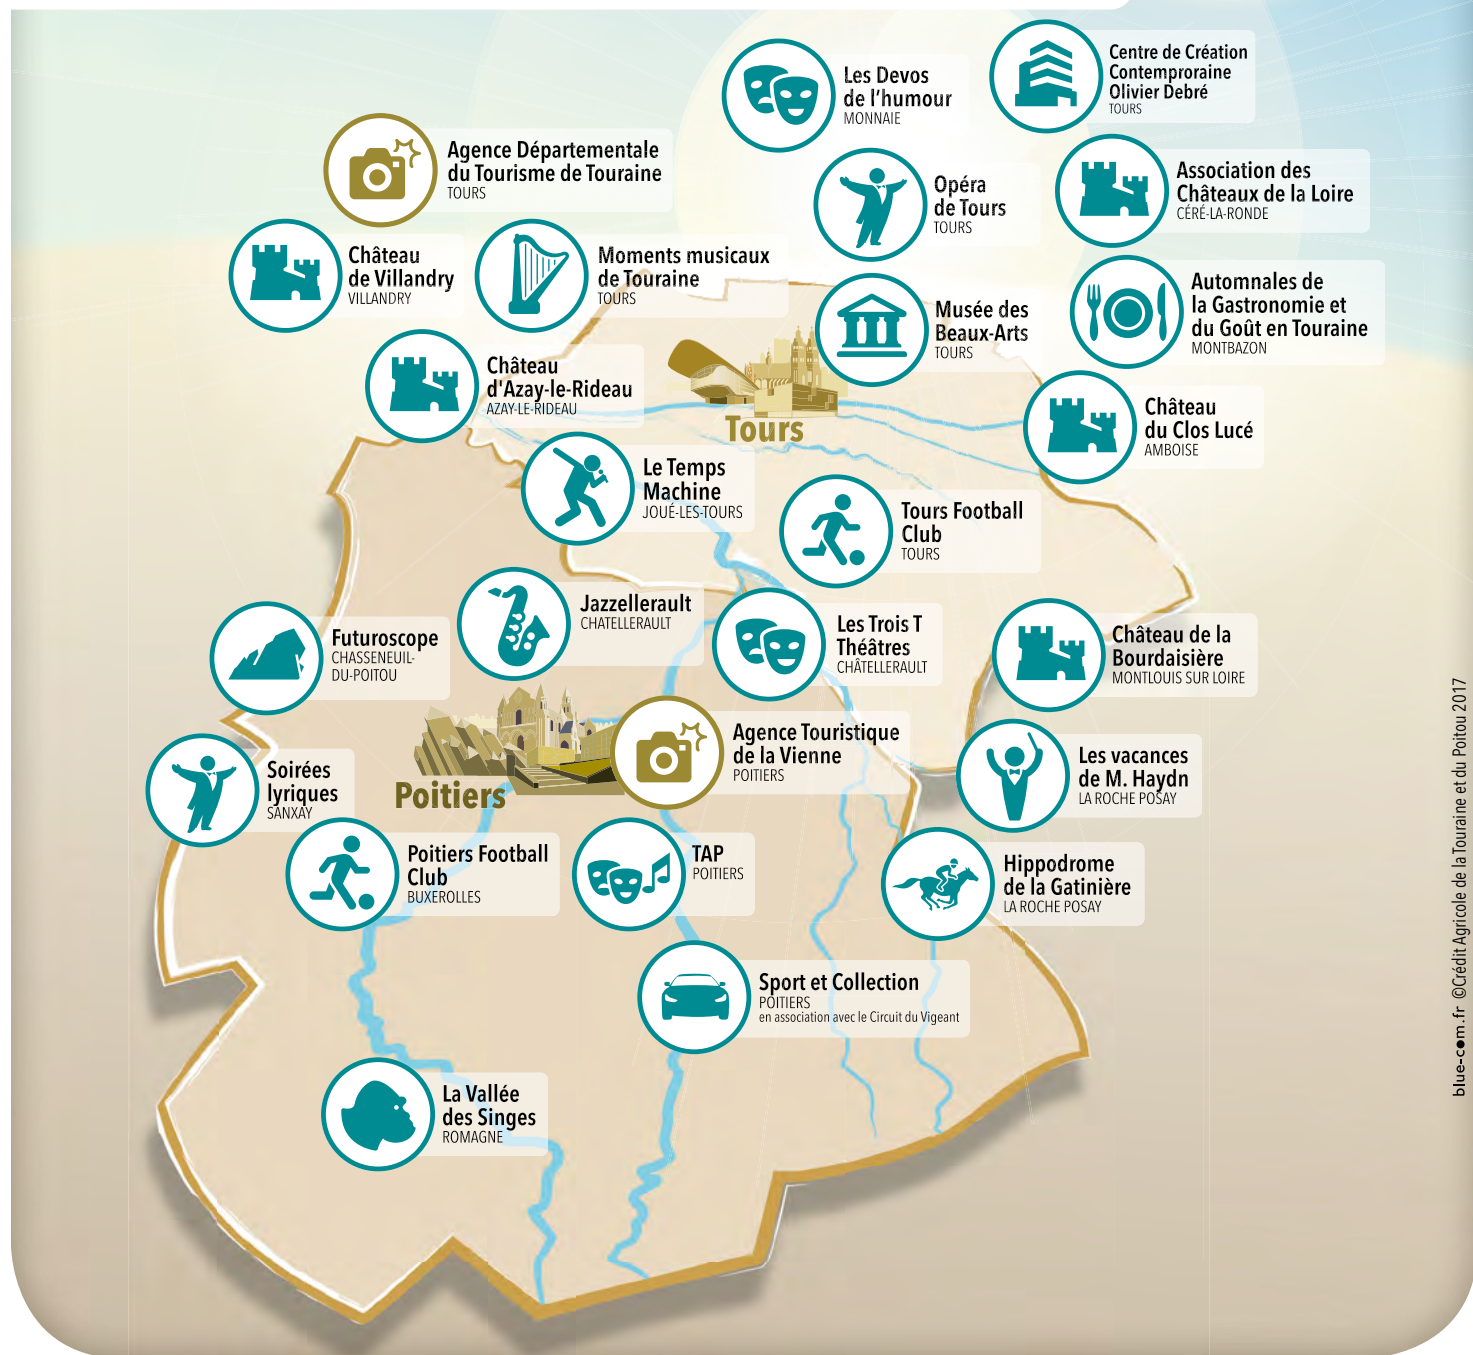 Les Devos
de l'humour
MONNAIE
Centre de Création
Contemproraine
Olivier Debré
TOURS
Agence Départementale
du Tourisme de Touraine
TOURS
Opéra
de Tours
TOURS
Association des
Châteaux de la Loire
CÉRÉ-LA-RONDE
Château
de Villandry
VILLANDRY
Moments musicaux
de Touraine
TOURS
Musée des
Beaux-Arts
TOURS
Automnales de
la Gastronomie et
du Goût en Touraine
MONTBAZON
Château
d'Azay-le-Rideau
AZAY-LE-RIDEAU
Tours
Château
du Clos Lucé
AMBOISE
Le Temps
Machine
JOUÉ-LES-TOURS
Tours Football
Club
TOURS
Jazzellerault
CHATELLERAULT
Les Trois T
Théâtres
CHÂTELLERAULT
Futuroscope
CHASSENEUIL-
DU-POITOU
Château de la
Bourdaisière
MONTLOUIS SUR LOIRE
Agence Touristique
de la Vienne
POITIERS
Les vacances
de M. Haydn
LA ROCHE POSAY
Soirées
lyriques
SANXAY
Poitiers
Poitiers Football
Club
BUXEROLLES
TAP
POITIERS
Hippodrome
de la Gatinière
LA ROCHE POSAY
Sport et Collection
POITIERS
en association avec le Circuit du Vigeant
La Vallée
des Singes
ROMAGNE
blue-com.fr ©Crédit Agricole de la Touraine et du Poitou 2017